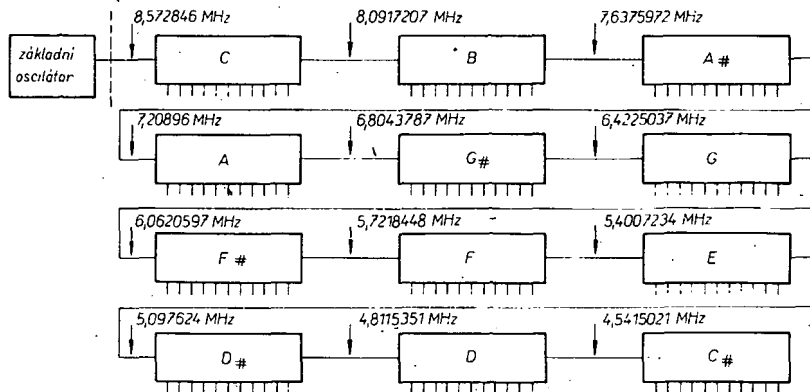 8,572846 MHz
8,0917207 MHz
7,6375972 MHz
základní
oscilátor
C
B
A#
7,20896 MHz
6,8043787 MHz
6,4225037 MHz
A
G#
G
6,0620597 MHz
5,7218448 MHz
5,4007234 MHz
F#
F
E
5,097624 MHz
4,8115351 MHz
4,5415021 MHz
D#
D
C#